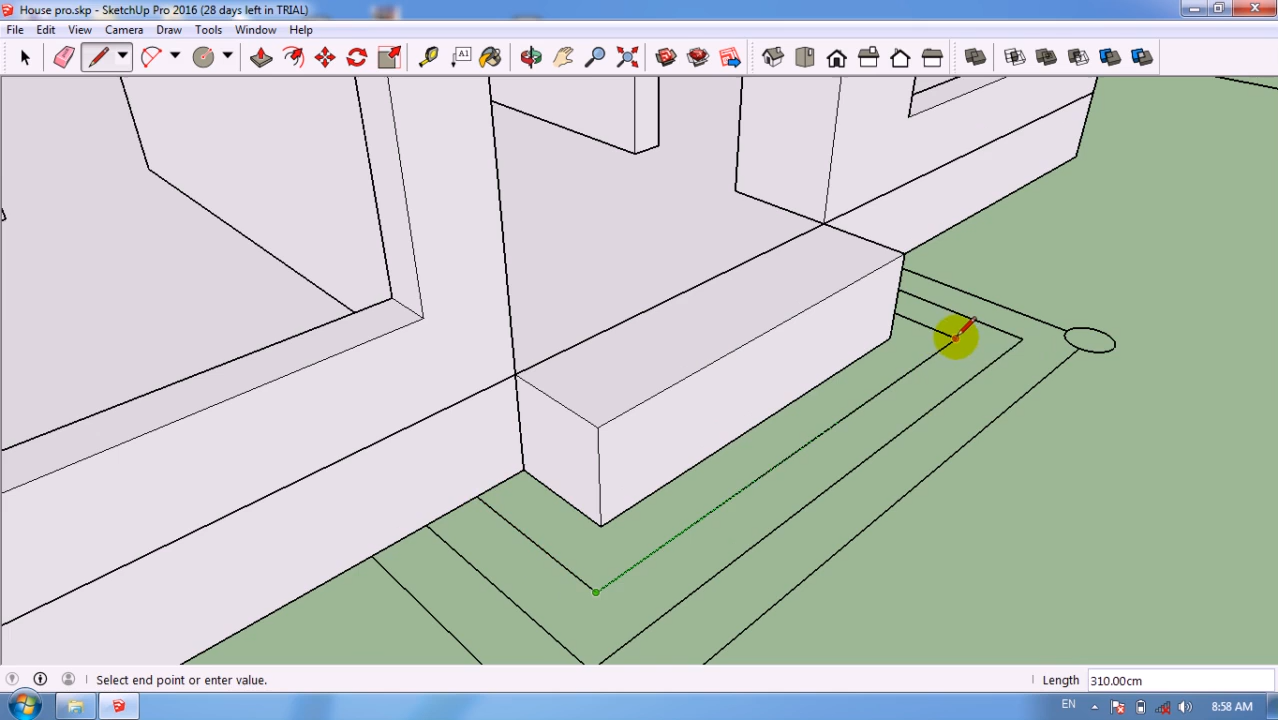 House pro.skp - SketchUp Pro 2016 (28 days left in TRIAL)
File Edit View Camera Draw Tools Window Help
A1
Select end point or enter value.
Length 310.00cm
EN 8:58 AM